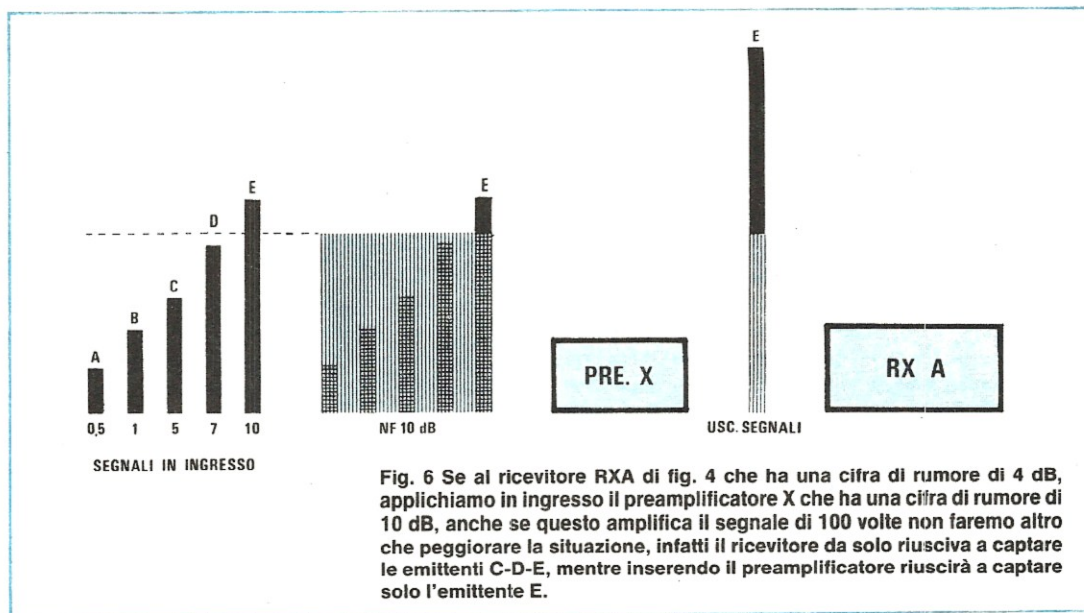 E
E
E
D
C
B
A
0,5 1 5 7 10
NF 10 dB
PRE. X
USC. SEGNALI
RX A
SEGNALI IN INGRESSO
Fig. 6 Se al ricevitore RXA di fig. 4 che ha una cifra di rumore di 4 dB,
applichiamo in ingresso il preamplificatore X che ha una cifra di rumore di
10 dB, anche se questo amplifica il segnale di 100 volte non faremo altro
che peggiorare la situazione, infatti il ricevitore da solo riusciva a captare
le emittenti C-D-E, mentre inserendo il preamplificatore riuscirà a captare
solo l'emittente E.